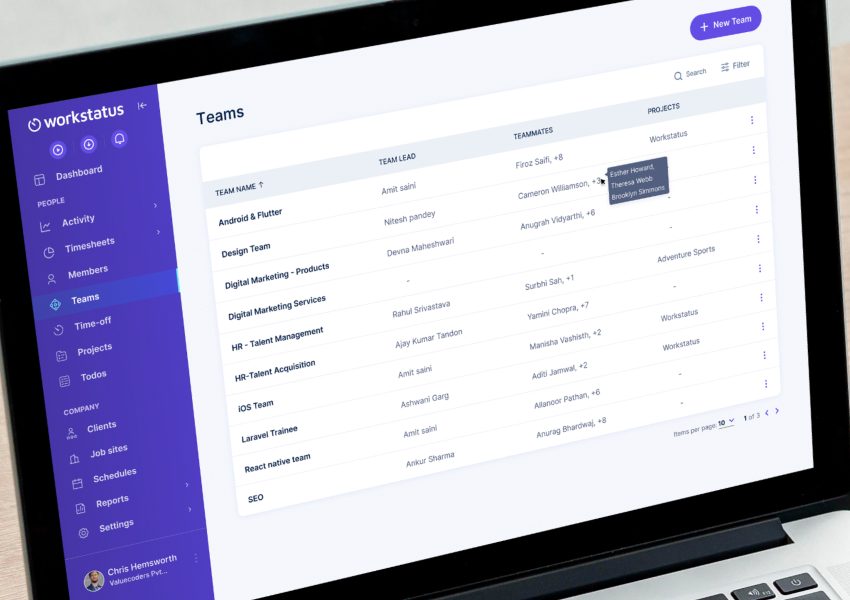 workstatus
Dashboard
PEOPLE
Activity
Timesheets
Members
Teams
Time-off
Projects
Todos
COMPANY
Clients
Job sites
Schedules
Reports
Settings
Chris Hemsworth
Valuecoders Pvt...
+ New Team
Teams
Search Filter
TEAM NAME ↑ TEAM LEAD TEAMMATES PROJECTS
Android & Flutter Amit saini Firoz Saifi, +8 Workstatus
Design Team Nitesh pandey Cameron Williamson, +3
Esther Howard,
Theresa Webb
Brooklyn Simmons
Digital Marketing - Products Devna Maheshwari Anugrah Vidyarthi, +6 -
Digital Marketing Services - - -
HR - Talent Management Rahul Srivastava Surbhi Sah, +1 Adventure Sports
HR-Talent Acquisition Ajay Kumar Tandon Yamini Chopra, +7 -
iOS Team Amit saini Manisha Vashisth, +2 Workstatus
Laravel Trainee Ashwani Garg Aditi Jamwal, +2 Workstatus
React native team Amit saini Allanoor Pathan, +6 -
SEO Ankur Sharma Anurag Bhardwaj, +8 -
Items per page: 10 1 of 3